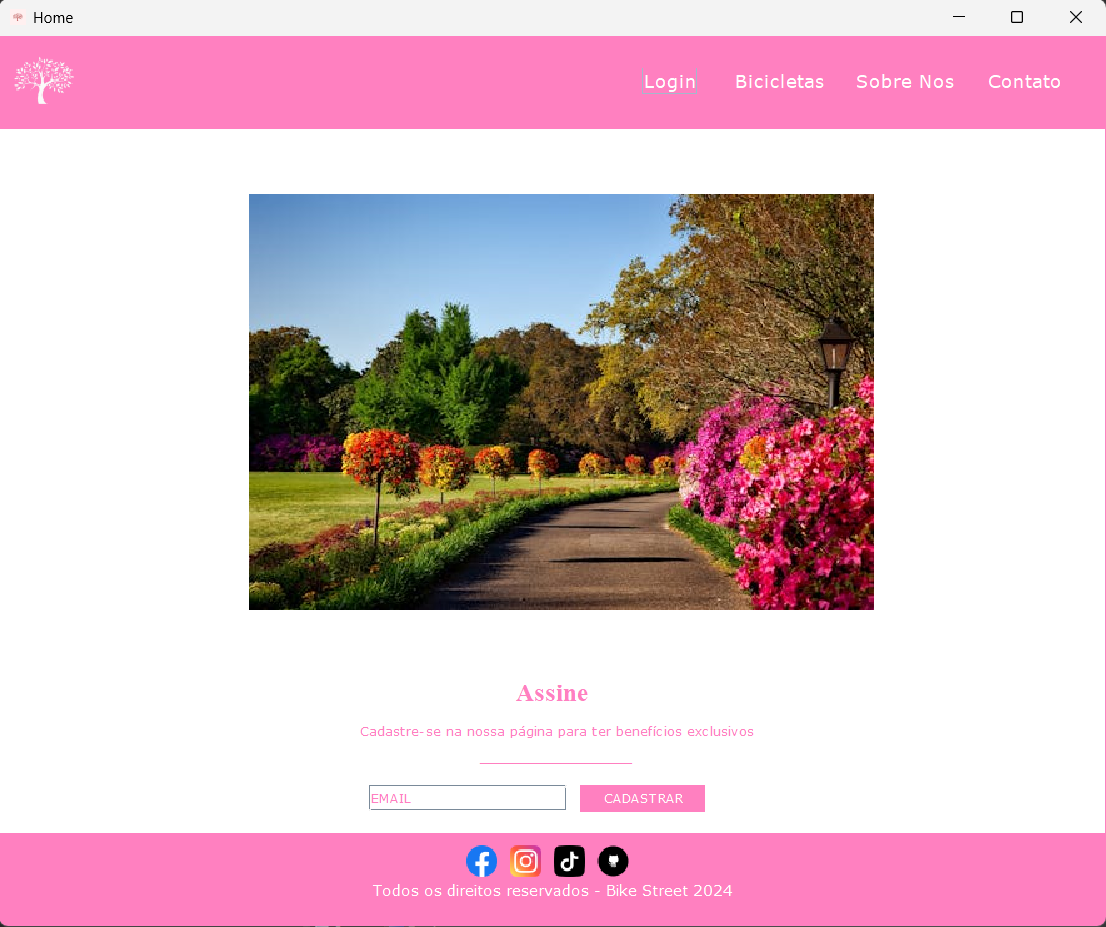 Home
Login Bicicletas Sobre Nos Contato
Assine
Cadastre-se na nossa página para ter benefícios exclusivos
EMAIL CADASTRAR
Todos os direitos reservados - Bike Street 2024